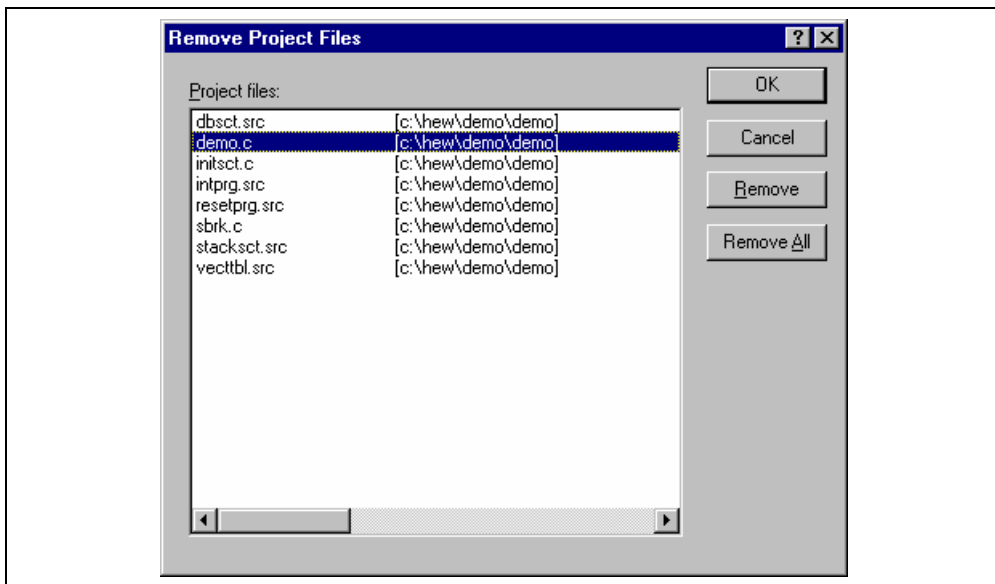 Remove Project Files
Project files:
dbsct.src [c:\hew\demo\demo]
demo.c [c:\hew\demo\demo]
initsct.c [c:\hew\demo\demo]
intprg.src [c:\hew\demo\demo]
resetprg.src [c:\hew\demo\demo]
sbrk.c [c:\hew\demo\demo]
stacksct.src [c:\hew\demo\demo]
vecttbl.src [c:\hew\demo\demo]
OK
Cancel
Remove
Remove All